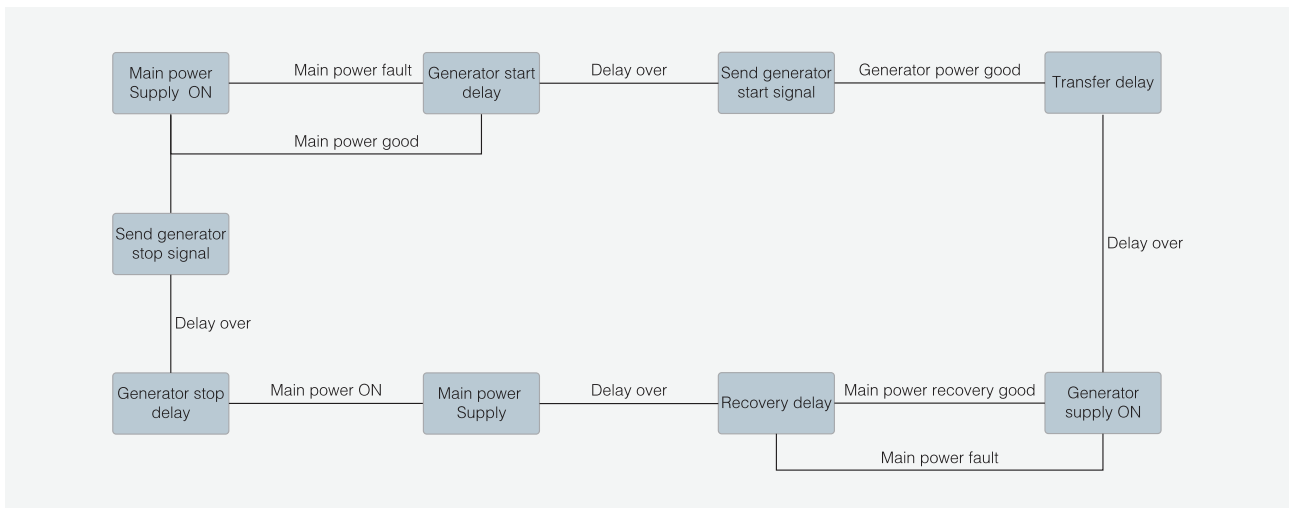 Main power
Supply ON
Main power fault
Generator start
delay
Delay over
Send generator
start signal
Generator power good
Transfer delay
Main power good
Send generator
stop signal
Delay over
Delay over
Generator stop
delay
Main power ON
Main power
Supply
Delay over
Recovery delay
Main power recovery good
Generator
supply ON
Main power fault